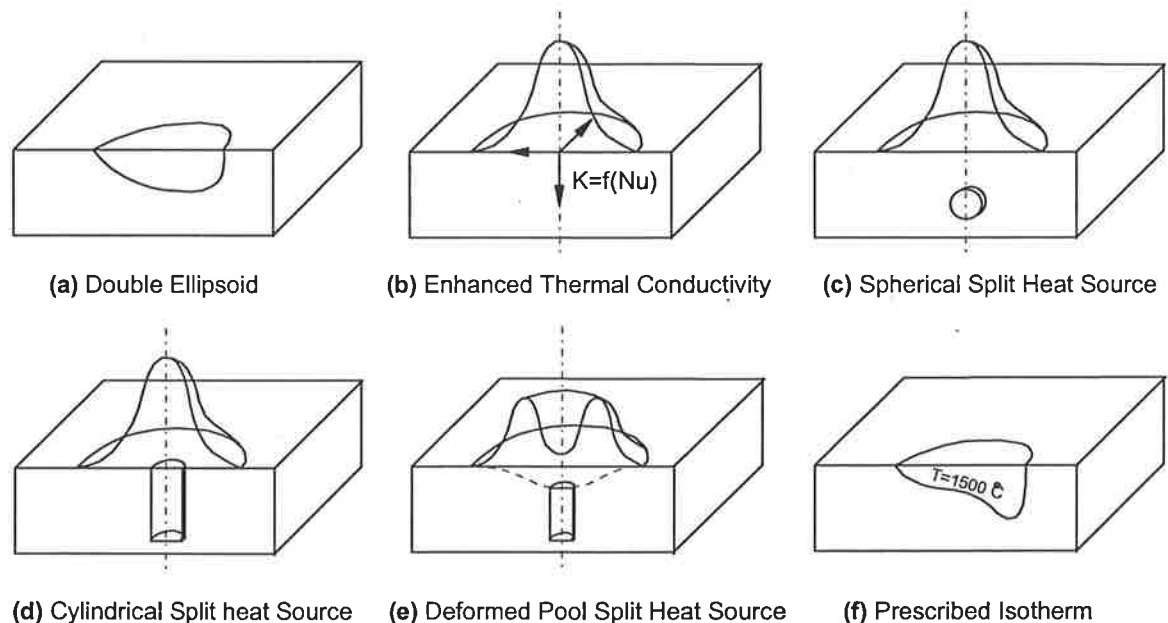 K=f(Nu)
(a) Double Ellipsoid
(b) Enhanced Thermal Conductivity
(c) Spherical Split Heat Source
T=1500 °C
(d) Cylindrical Split heat Source
(e) Deformed Pool Split Heat Source
(f) Prescribed Isotherm